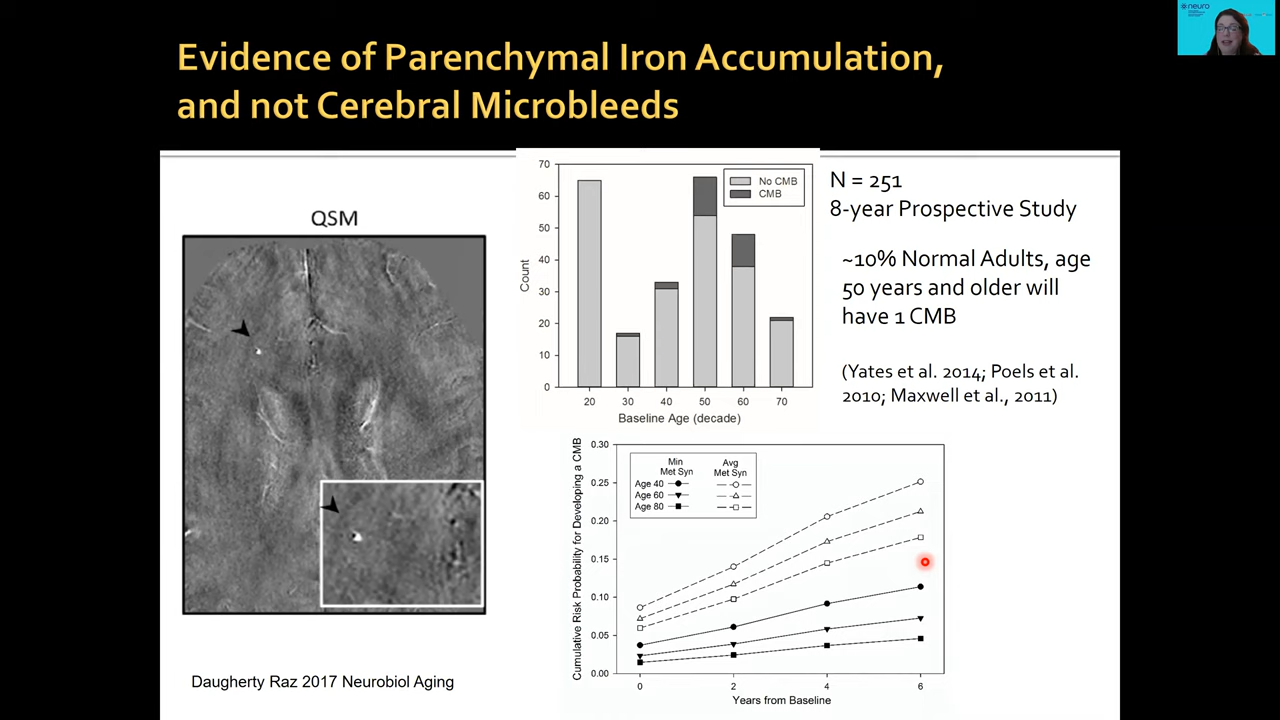 neuro
Evidence of Parenchymal Iron Accumulation,
and not Cerebral Microbleeds
QSM
70
60
50
40
30
20
10
0
Count
No CMB
CMB
20 30 40 50 60 70
Baseline Age (decade)
N = 251
8-year Prospective Study
~10% Normal Adults, age
50 years and older will
have 1 CMB
(Yates et al. 2014; Poels et al.
2010; Maxwell et al., 2011)
Cumulative Risk Probability for Developing a CMB
0.30
0.25
0.20
0.15
0.10
0.05
0.00
Min Avg
Met Syn Met Syn
Age 40
Age 60
Age 80
0 2 4 6
Years from Baseline
Daugherty Raz 2017 Neurobiol Aging